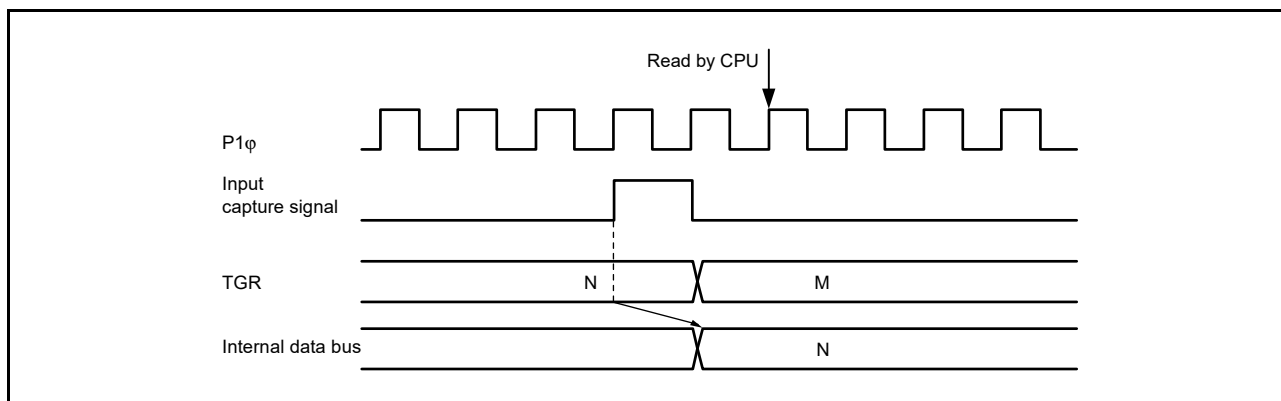 Read by CPU
P1φ
Input
capture signal
TGR
N
M
Internal data bus
N